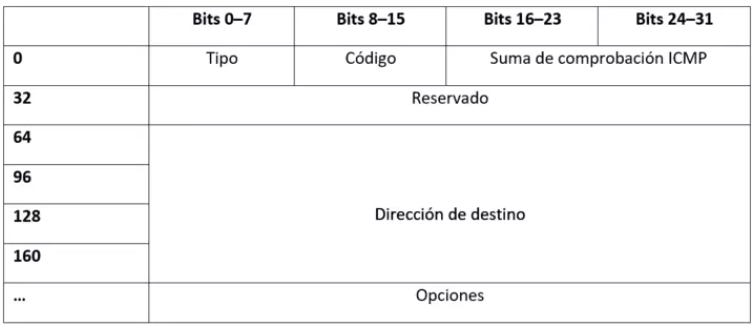 Bits 0–7 Bits 8–15 Bits 16–23 Bits 24–31
0 Tipo Código Suma de comprobación ICMP
32 Reservado
64
96
128 Dirección de destino
160
... Opciones